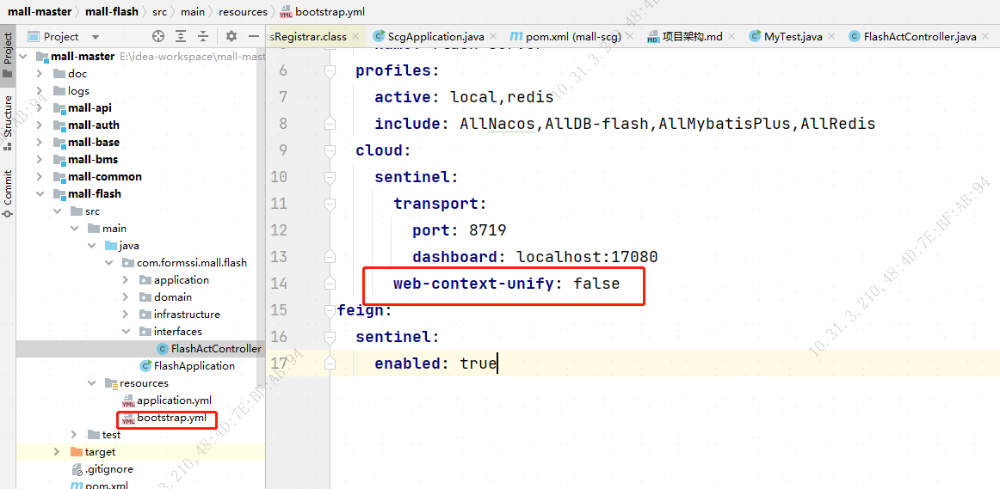 mall-master mall-flash src main resources bootstrap.yml
Project
tsRegistrar.class ScgApplication.java pom.xml (mall-scg) 项目架构.md MyTest.java FlashActController.java
Project
Structure
Commit
mall-master E:\idea-workspace\mall-mast
doc
logs
mall-api
mall-auth
mall-base
mall-bms
mall-common
mall-flash
src
main
java
com.formssi.mall.flash
application
domain
infrastructure
interfaces
FlashActController
FlashApplication
resources
application.yml
bootstrap.yml
test
target
.gitignore
pom.xml
6 profiles:
7 active: local,redis
8 include: AllNacos,AllDB-flash,AllMybatisPlus,AllRedis
9 cloud:
10 sentinel:
11 transport:
12 port: 8719
13 dashboard: localhost:17080
14 web-context-unify: false
15 feign:
16 sentinel:
17 enabled: true
10.31.3.210,48:4D:7E:BF:AB:94